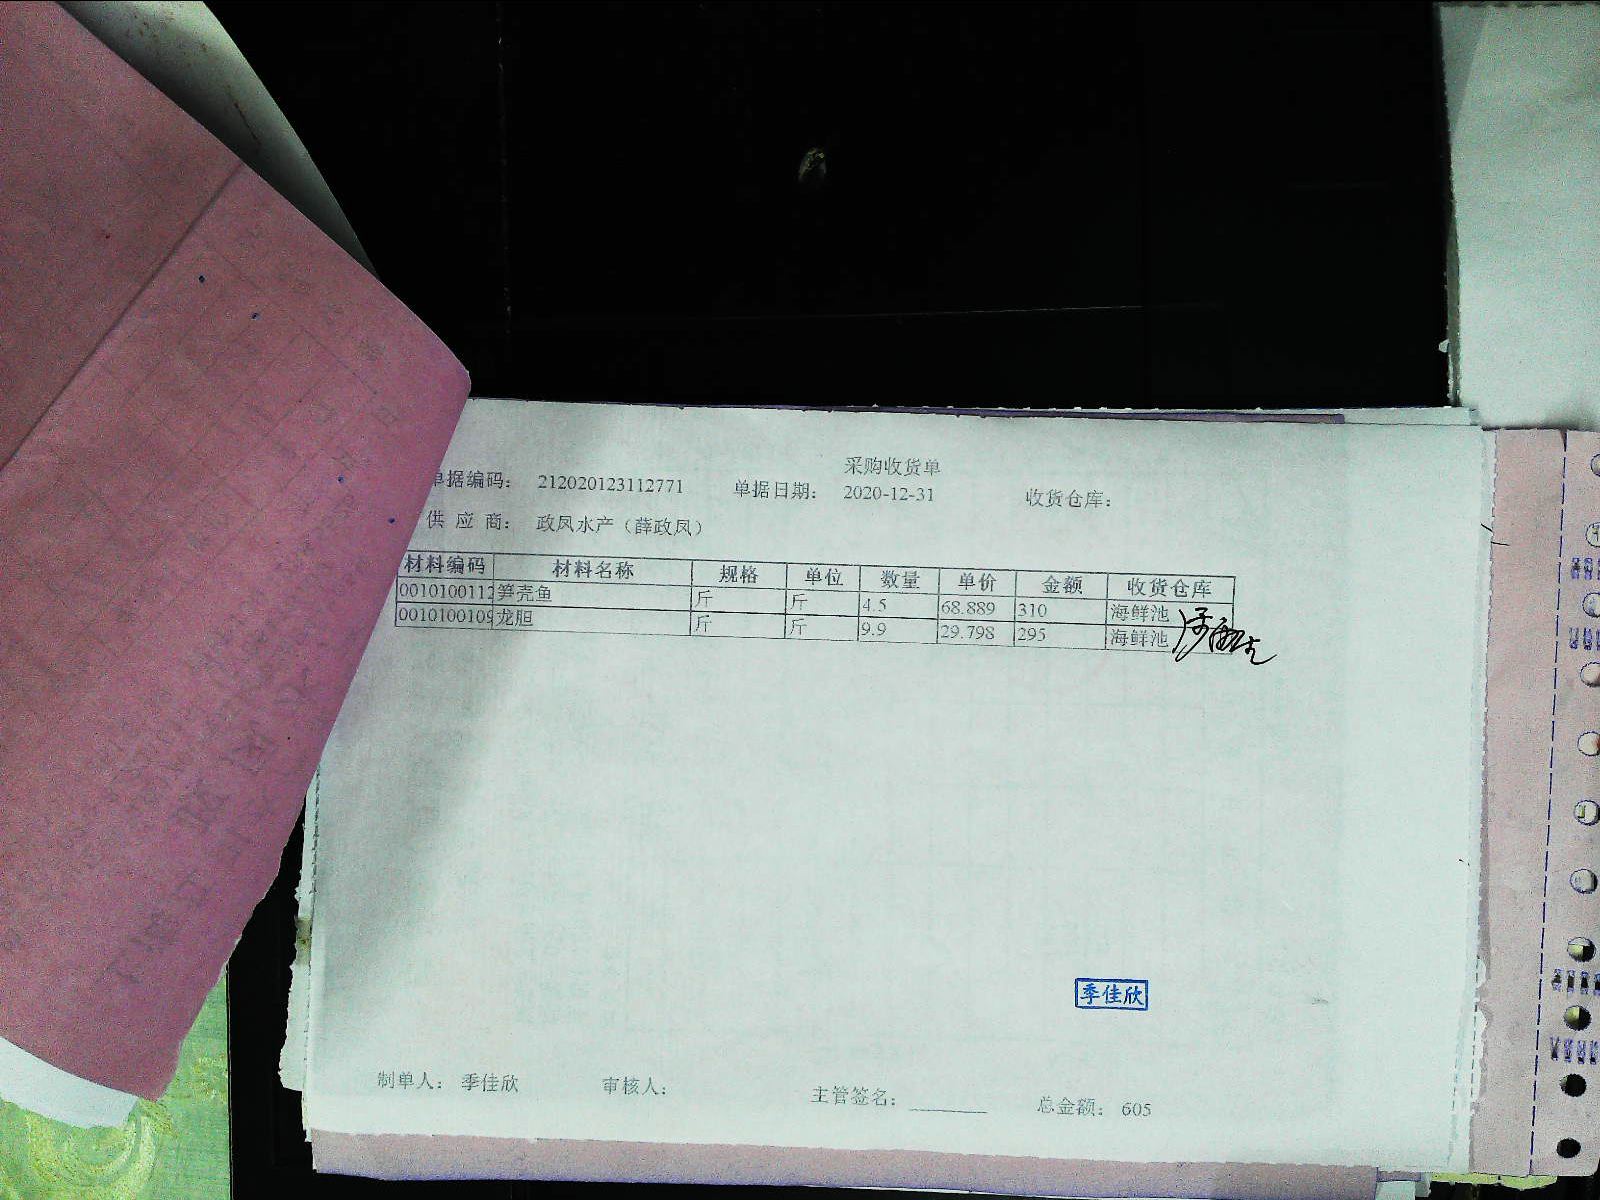 采购收货单
单据编码： 212020123112771 单据日期： 2020-12-31 收货仓库：
供 应 商： 政凤水产（薛政凤）
材料编码 材料名称 规格 单位 数量 单价 金额 收货仓库
0010100112 笋壳鱼 斤 斤 4.5 68.889 310 海鲜池
0010100109 龙胆 斤 斤 9.9 29.798 295 海鲜池
季佳欣
制单人： 季佳欣 审核人： 主管签名： 总金额： 605